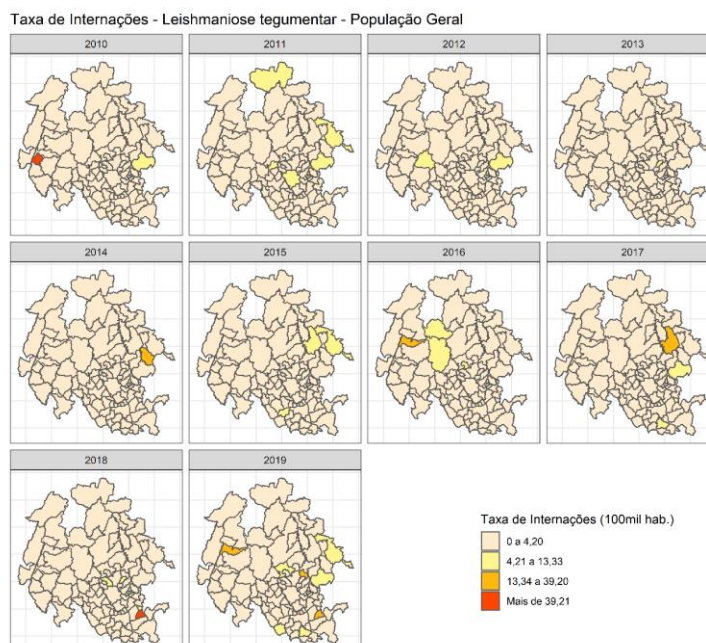 Taxa de Internações - Leishmaniose tegumentar - População Geral
2010
2011
2012
2013
2014
2015
2016
2017
2018
2019
Taxa de Internações (100mil hab.)
0 a 4,20
4,21 a 13,33
13,34 a 39,20
Mais de 39,21